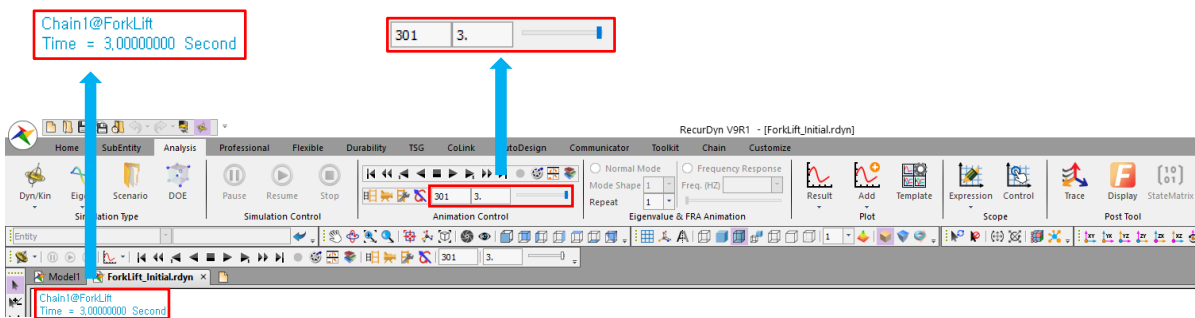 Chain1@ForkLift
Time = 3,00000000 Second
301 3.
RecurDyn V9R1 - [ForkLift_Initial.rdyn]
Home SubEntity Analysis Professional Flexible Durability TSG CoLink AutoDesign Communicator Toolkit Chain Customize
Normal Mode Frequency Response
Mode Shape 1 Freq. (HZ)
301 3.
Repeat 1
Dyn/Kin Scenario DOE Pause Resume Stop Result Add Template Expression Control Trace Display StateMatrix
Simulation Control Animation Control Eigenvalue & FRA Animation Plot Scope Post Tool
Entity 1
301 3.
Model1 ForkLift_Initial.rdyn
Chain1@ForkLift
Time = 3,00000000 Second